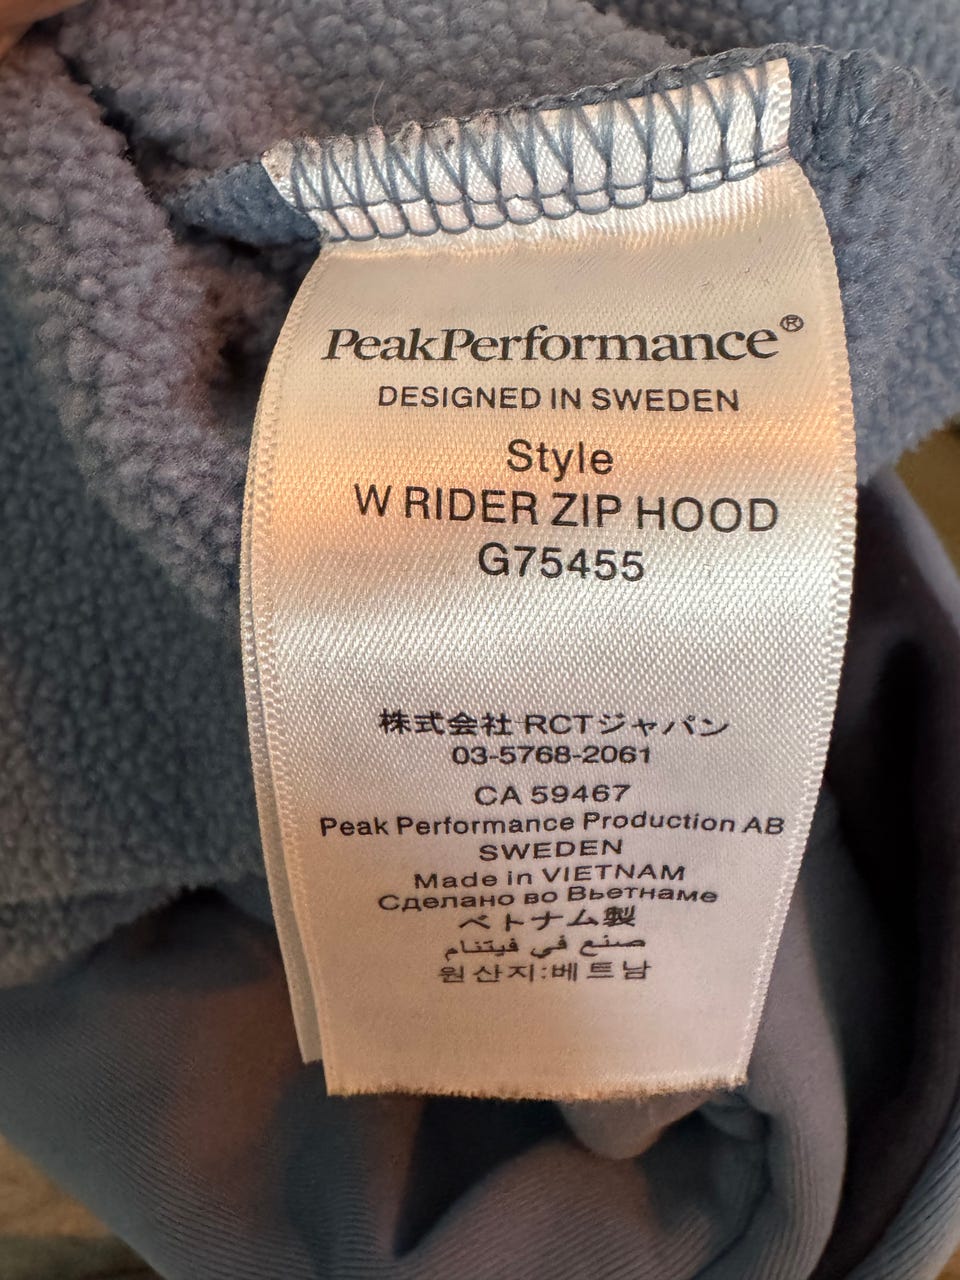 PeakPerformance®
DESIGNED IN SWEDEN
Style
W RIDER ZIP HOOD
G75455
株式会社 RCTジャパン
03-5768-2061
CA 59467
Peak Performance Production AB
SWEDEN
Made in VIETNAM
Сделано во Вьетнаме
ベトナム製
صنع في فيتنام
원산지:베트남